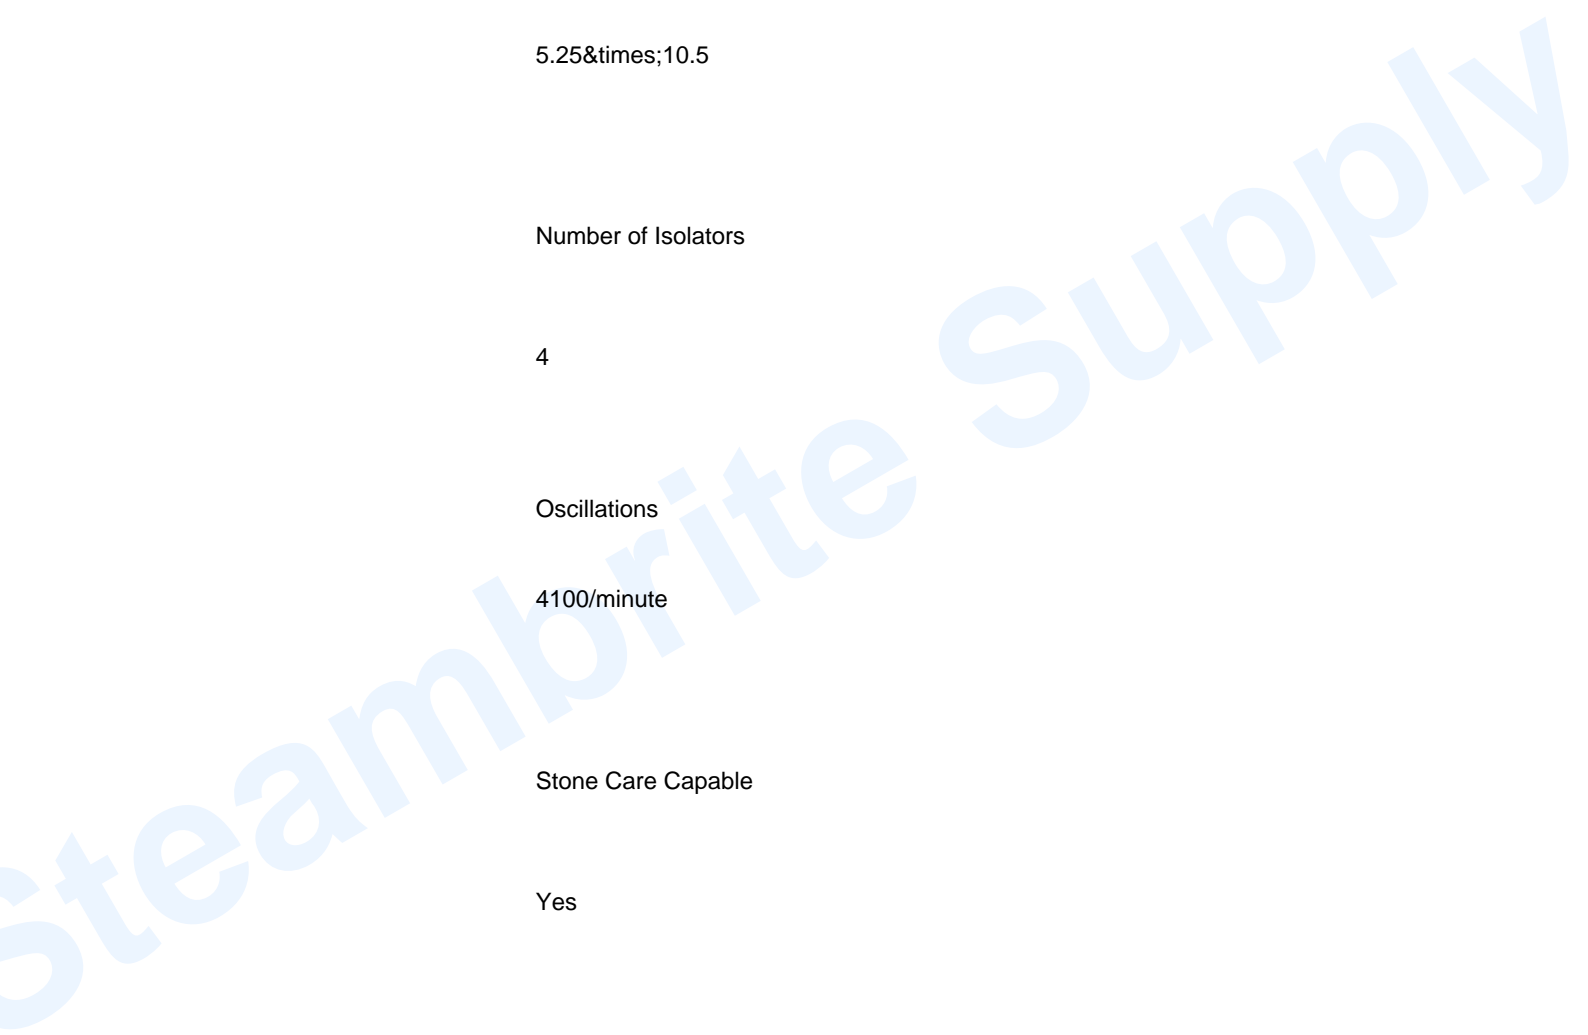 5.25&times;10.5
Number of Isolators
4
Oscillations
4100/minute
Stone Care Capable
Yes
Steambrite Supply